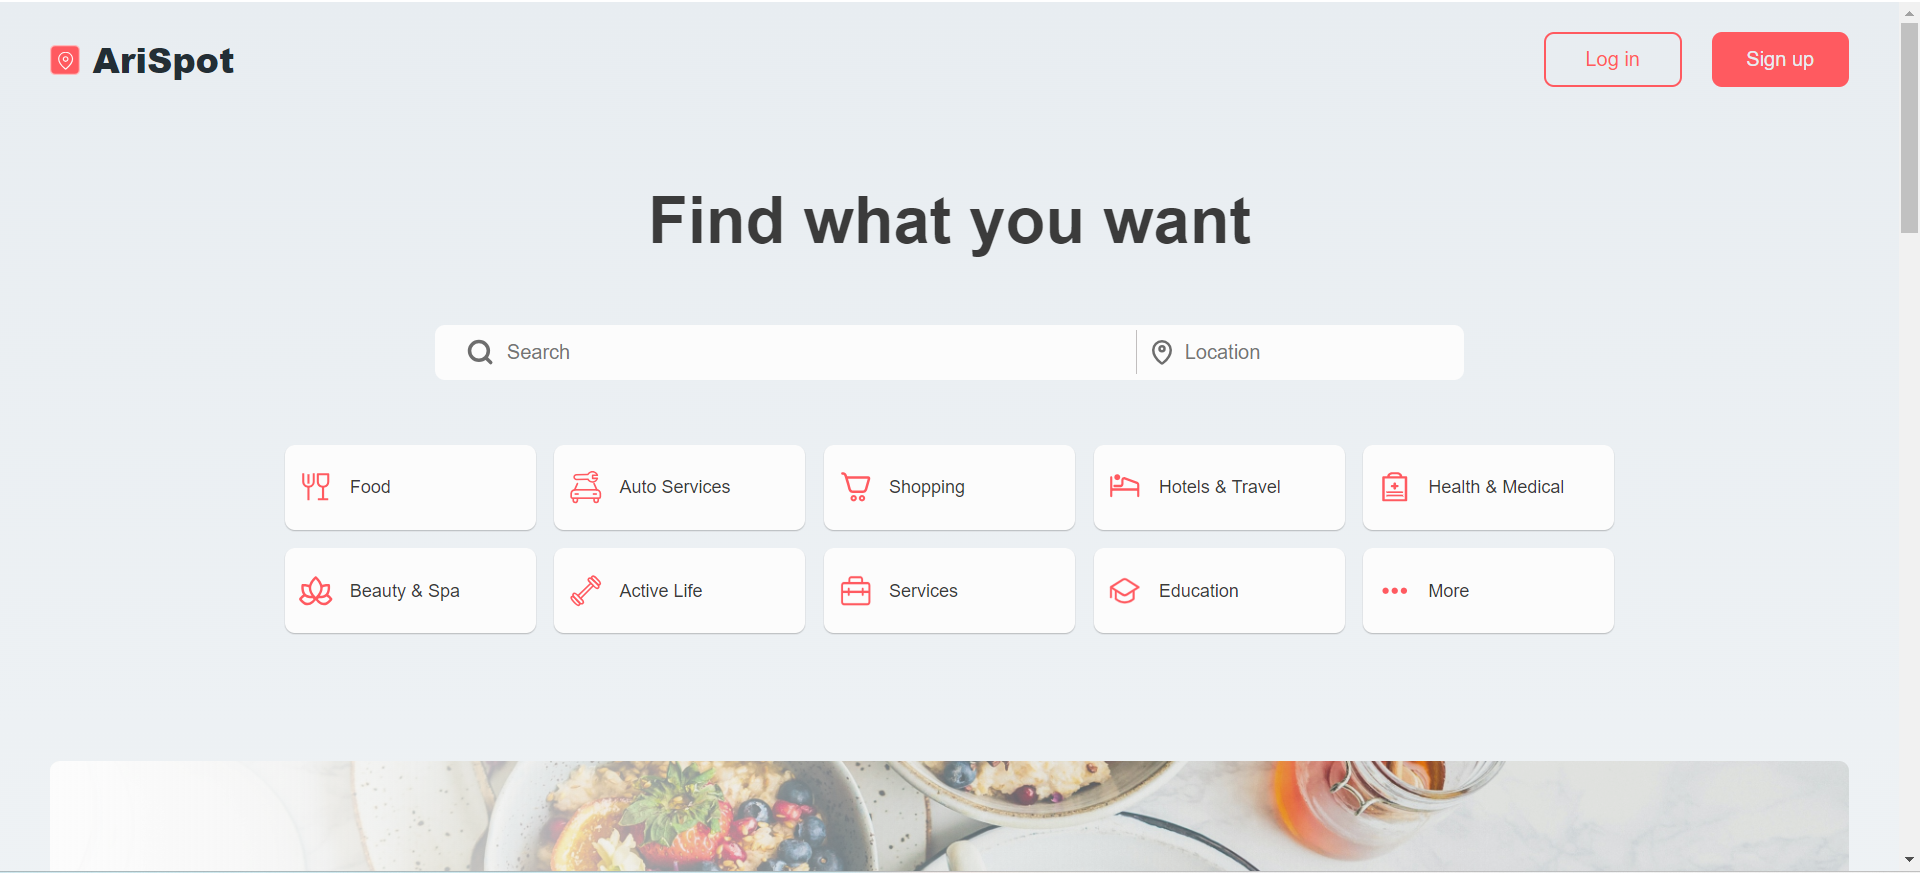 AriSpot
Log in
Sign up
Find what you want
Search
Location
Food
Auto Services
Shopping
Hotels & Travel
Health & Medical
Beauty & Spa
Active Life
Services
Education
More